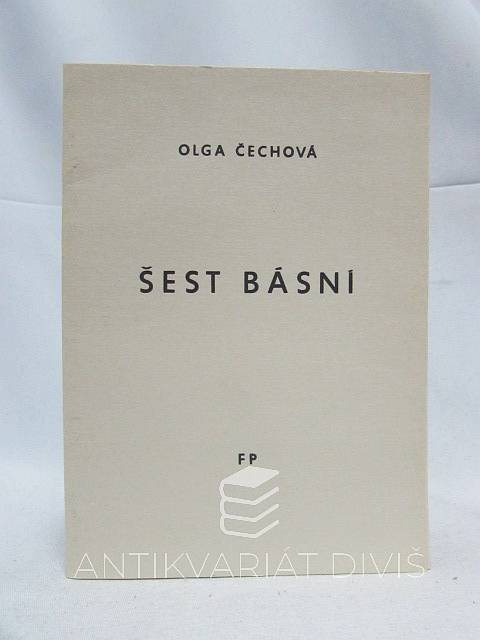 OLGA ČECHOVÁ
ŠEST BÁSNÍ
FP
ANTIKVARIÁT DIVIŠ